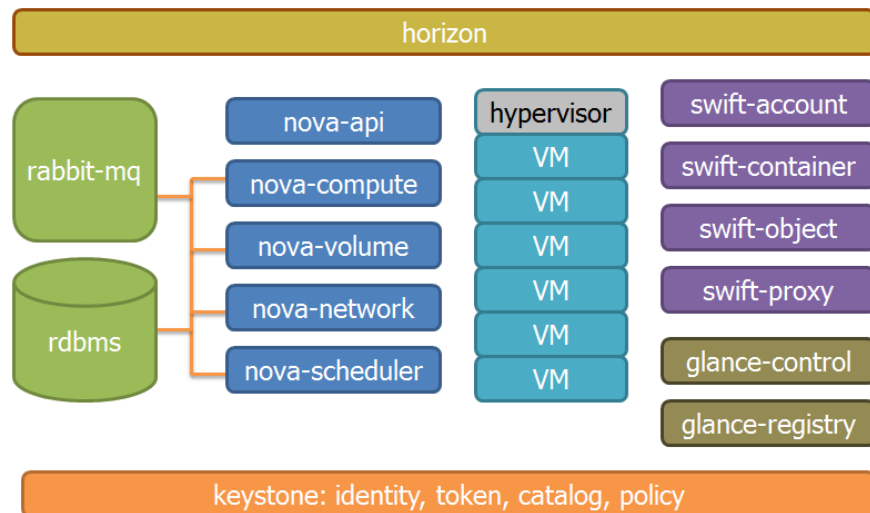 horizon
rabbit-mq
rdbms
nova-api
nova-compute
nova-volume
nova-network
nova-scheduler
hypervisor
VM
VM
VM
VM
VM
VM
swift-account
swift-container
swift-object
swift-proxy
glance-control
glance-registry
keystone: identity, token, catalog, policy